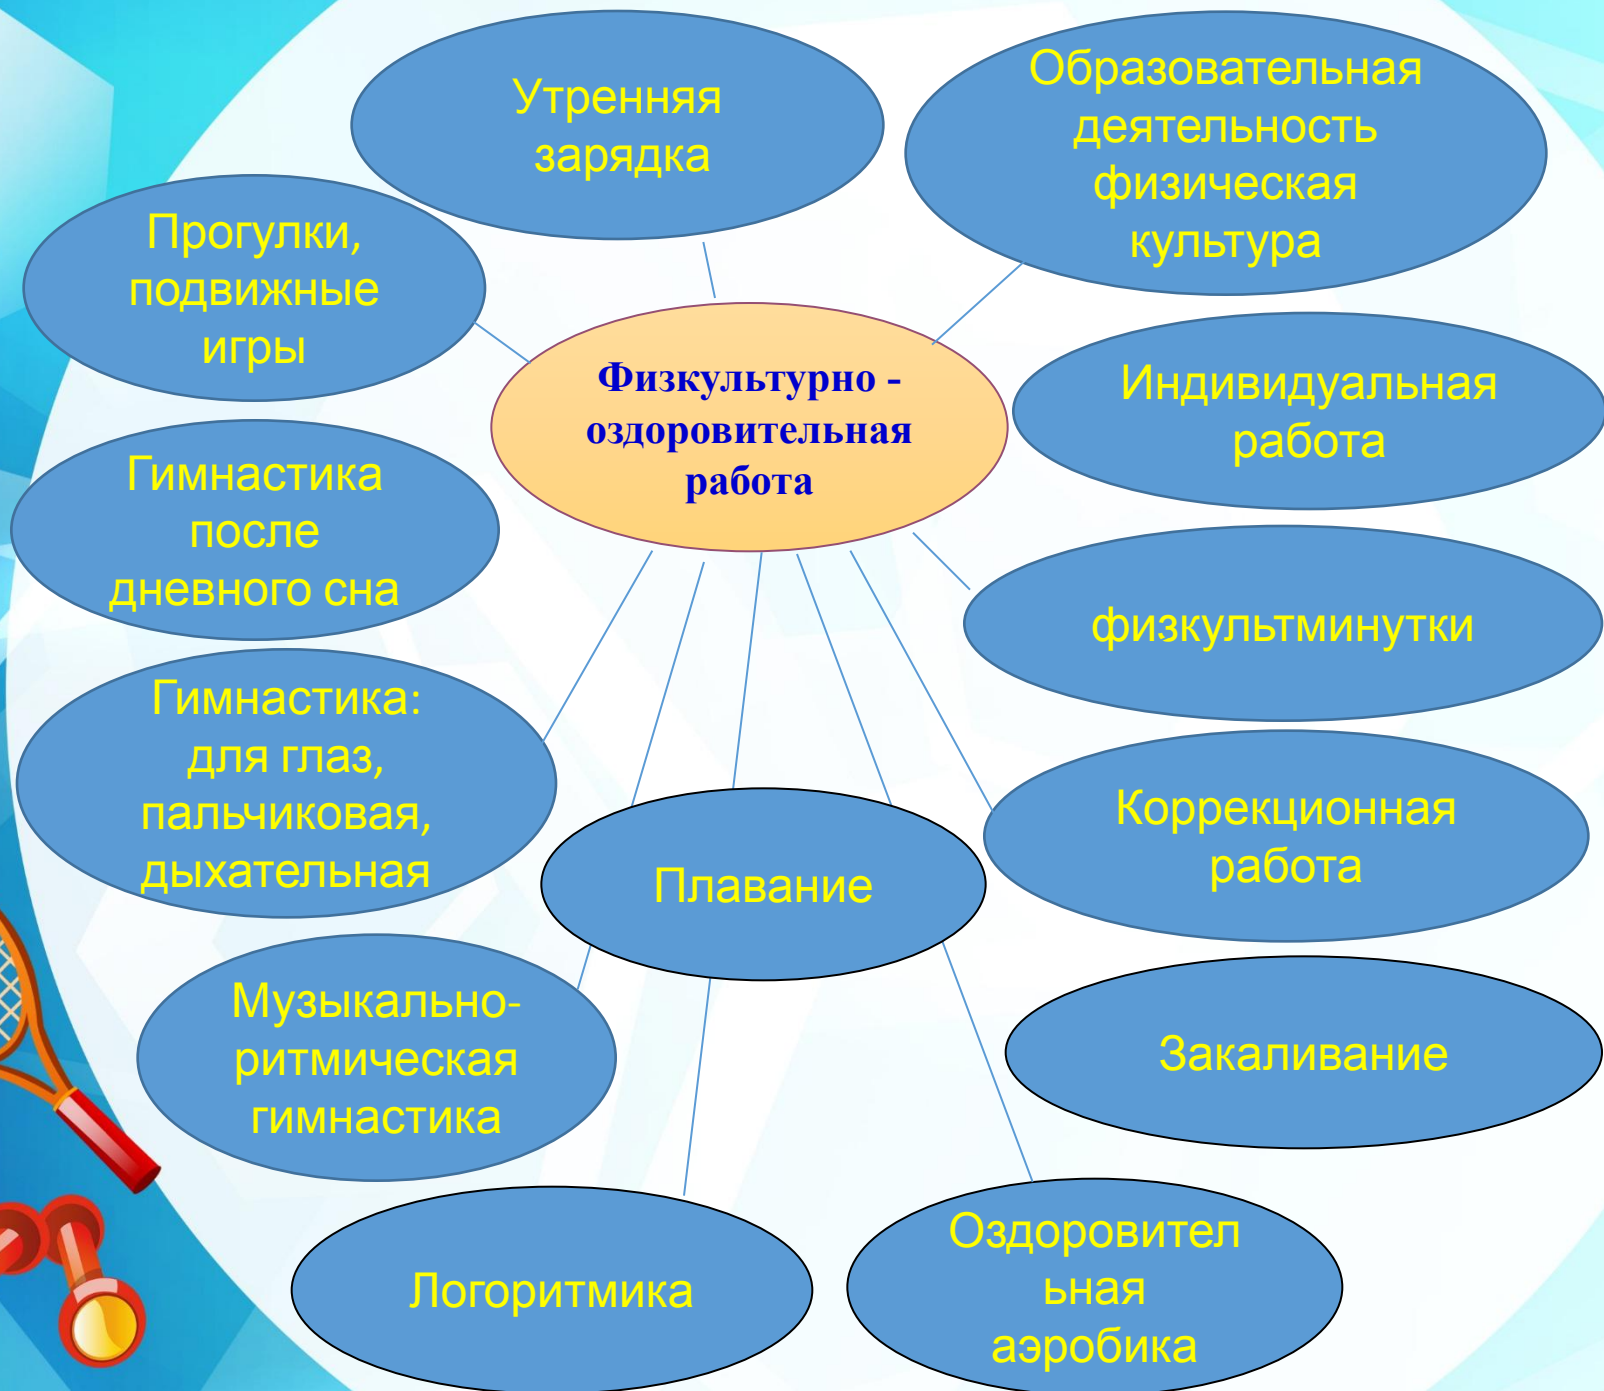 Утренняя
зарядка
Образовательная
деятельность
физическая
культура
Прогулки,
подвижные
игры
Физкультурно -
оздоровительная
работа
Индивидуальная
работа
Гимнастика
после
дневного сна
физкультминутки
Гимнастика:
для глаз,
пальчиковая,
дыхательная
Плавание
Коррекционная
работа
Музыкально-
ритмическая
гимнастика
Закаливание
Логоритмика
Оздоровител
ьная
аэробика